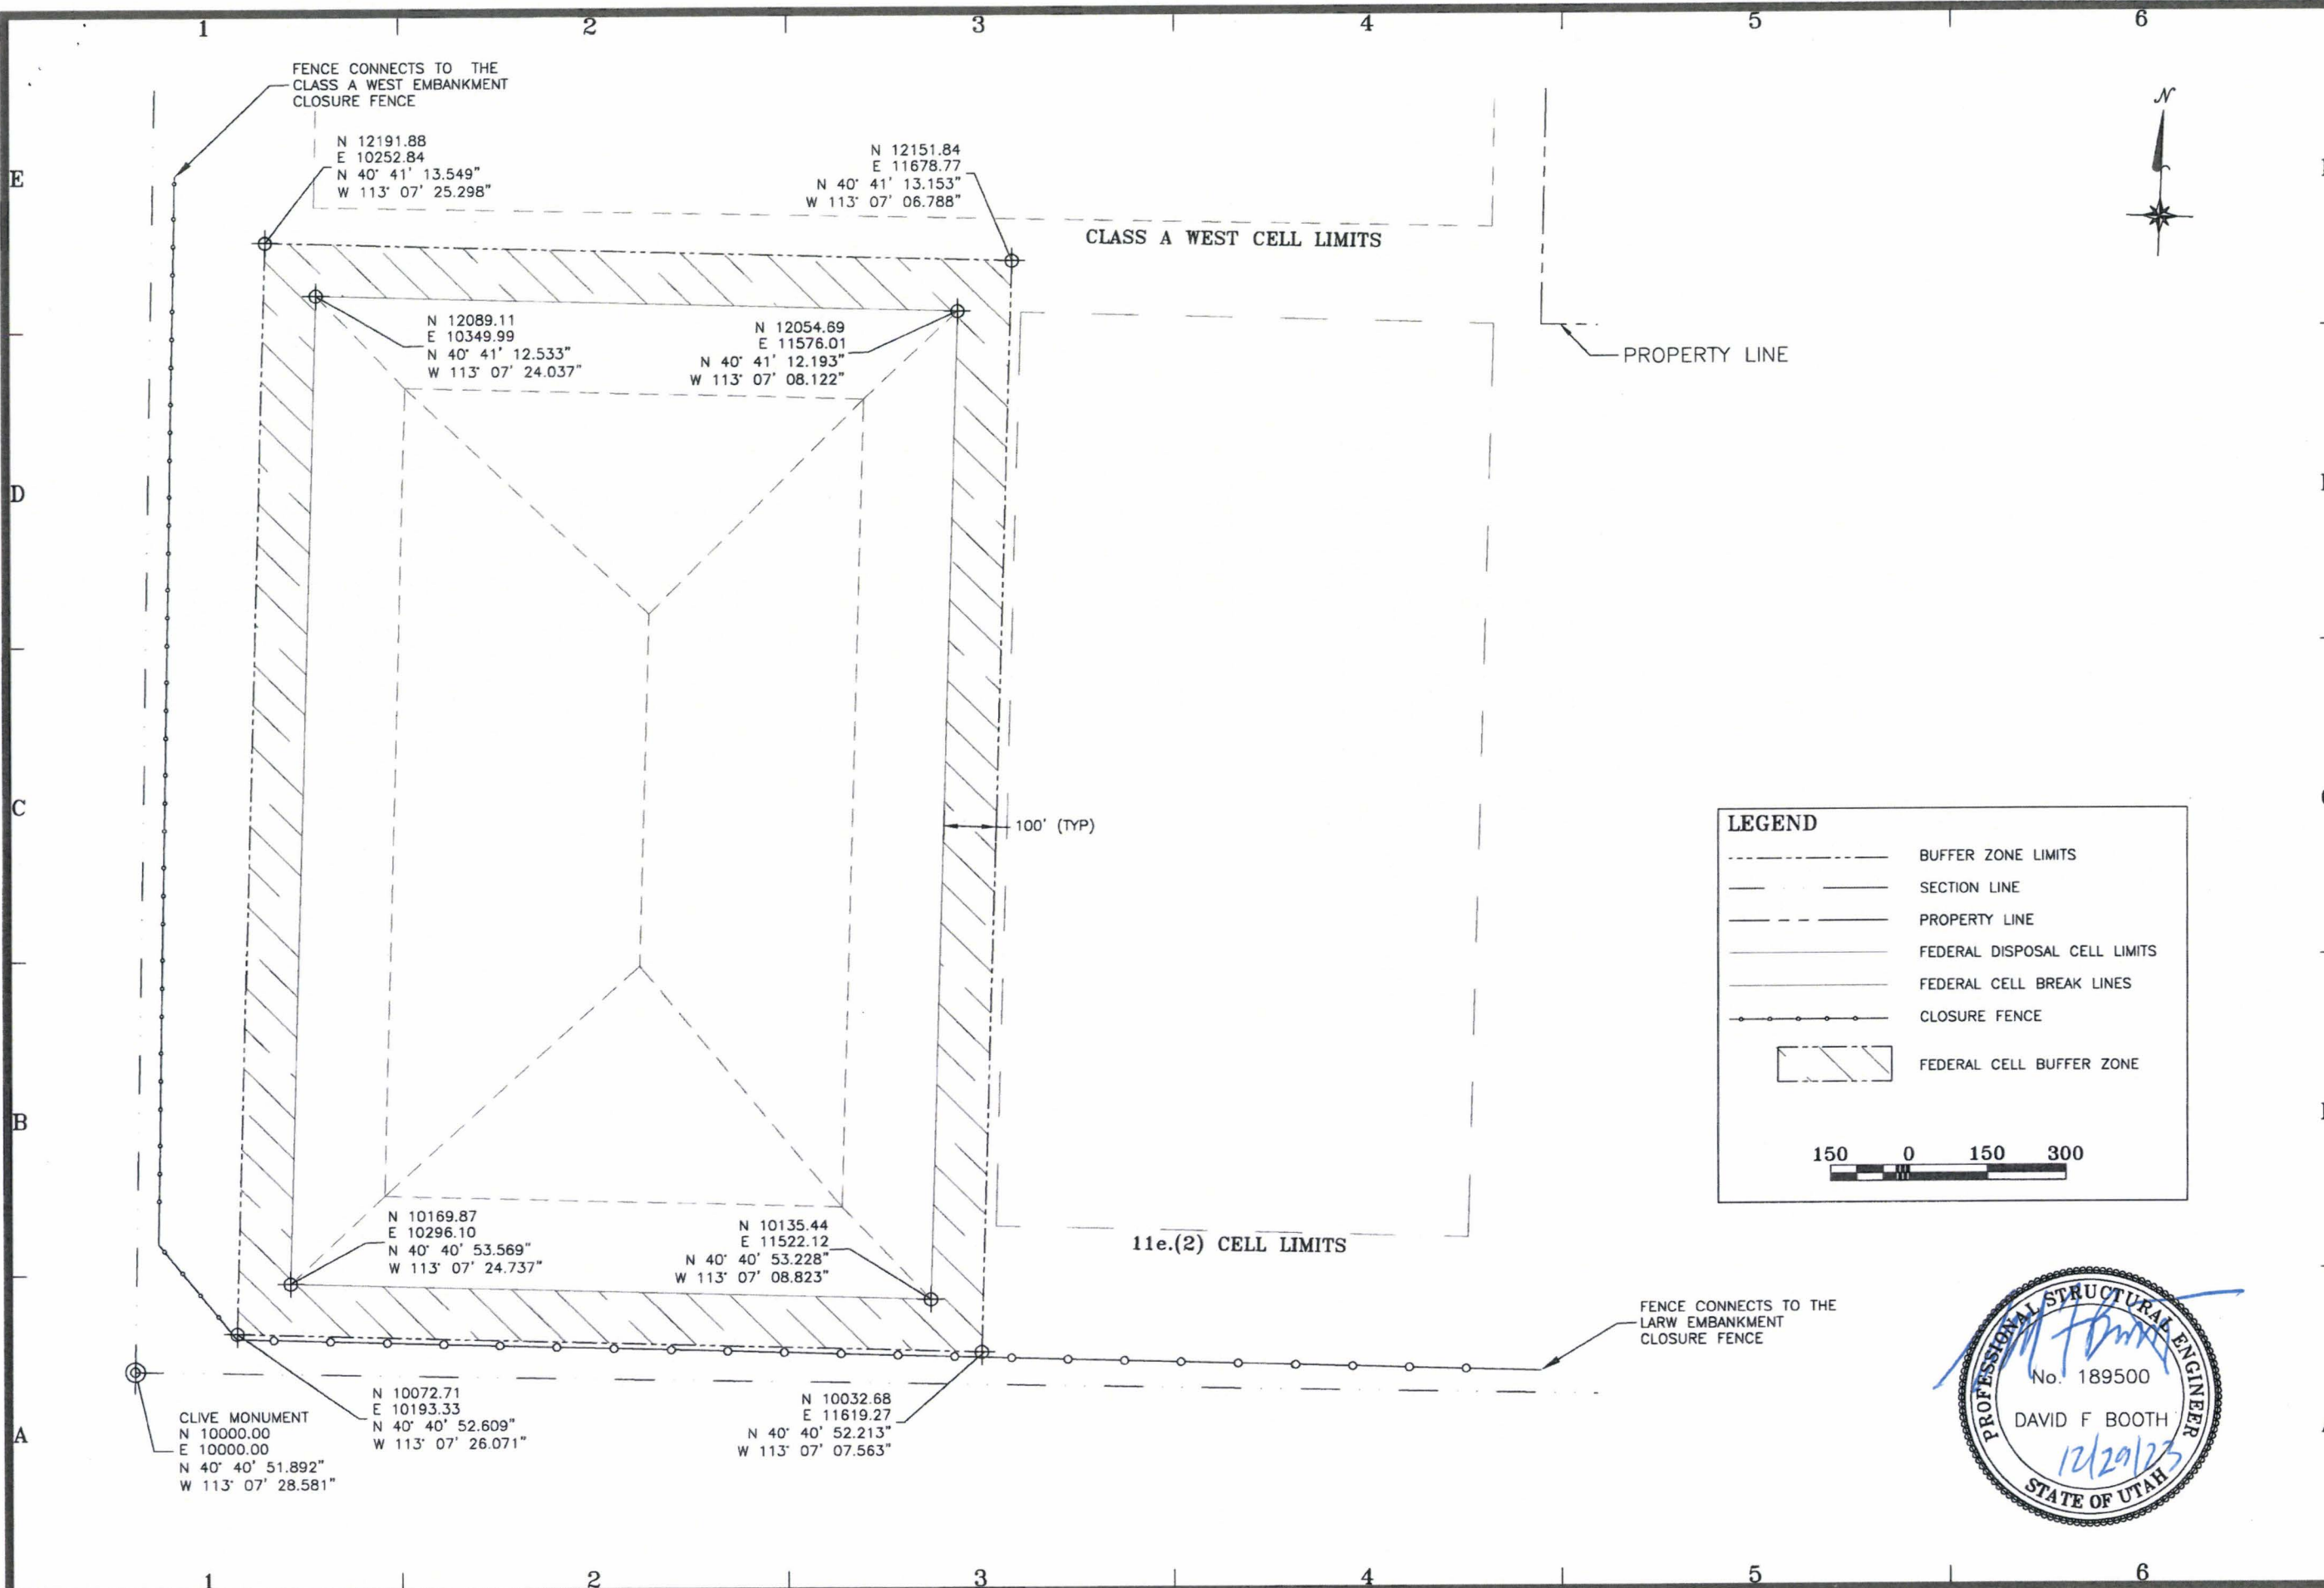 1 2 3 4 5 6
FENCE CONNECTS TO THE
CLASS A WEST EMBANKMENT
CLOSURE FENCE
N
N 12191.88
E 10252.84
N 40° 41' 13.549"
W 113° 07' 25.298"
N 12151.84
E 11678.77
N 40° 41' 13.153"
W 113° 07' 06.788"
E
CLASS A WEST CELL LIMITS
N 12089.11
E 10349.99
N 40° 41' 12.533"
W 113° 07' 24.037"
N 12054.69
E 11576.01
N 40° 41' 12.193"
W 113° 07' 08.122"
PROPERTY LINE
D
C
100' (TYP)
LEGEND
BUFFER ZONE LIMITS
SECTION LINE
PROPERTY LINE
FEDERAL DISPOSAL CELL LIMITS
FEDERAL CELL BREAK LINES
CLOSURE FENCE
FEDERAL CELL BUFFER ZONE
150 0 150 300
B
N 10169.87
E 10296.10
N 40° 40' 53.569"
W 113° 07' 24.737"
N 10135.44
E 11522.12
N 40° 40' 53.228"
W 113° 07' 08.823"
11e.(2) CELL LIMITS
FENCE CONNECTS TO THE
LARW EMBANKMENT
CLOSURE FENCE
PROFESSIONAL STRUCTURAL ENGINEER
No. 189500
DAVID F BOOTH
12/29/23
STATE OF UTAH
A
CLIVE MONUMENT
N 10000.00
E 10000.00
N 40° 40' 51.892"
W 113° 07' 28.581"
N 10072.71
E 10193.33
N 40° 40' 52.609"
W 113° 07' 26.071"
N 10032.68
E 11619.27
N 40° 40' 52.213"
W 113° 07' 07.563"
1 2 3 4 5 6